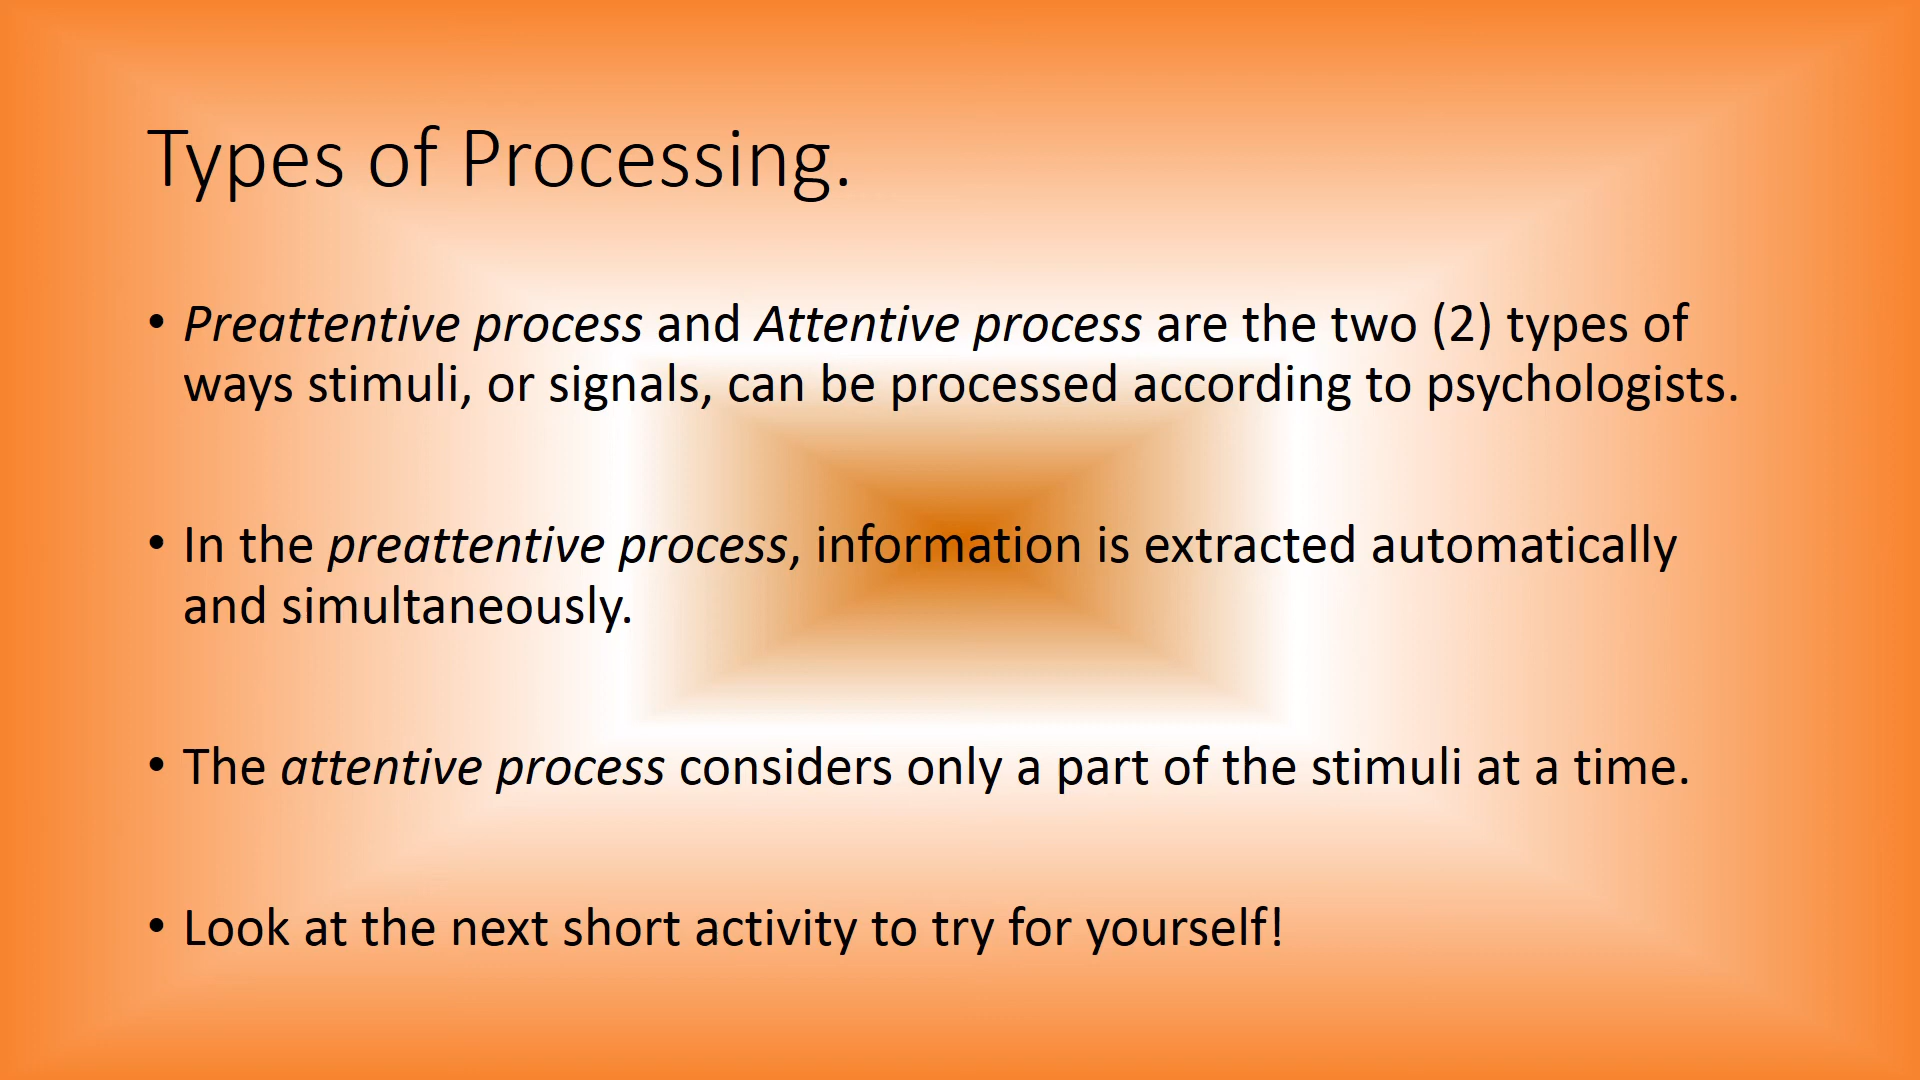 Types of Processing.
• Preattentive process and Attentive process are the two (2) types of
ways stimuli, or signals, can be processed according to psychologists.
• In the preattentive process, information is extracted automatically
and simultaneously.
• The attentive process considers only a part of the stimuli at a time.
• Look at the next short activity to try for yourself!